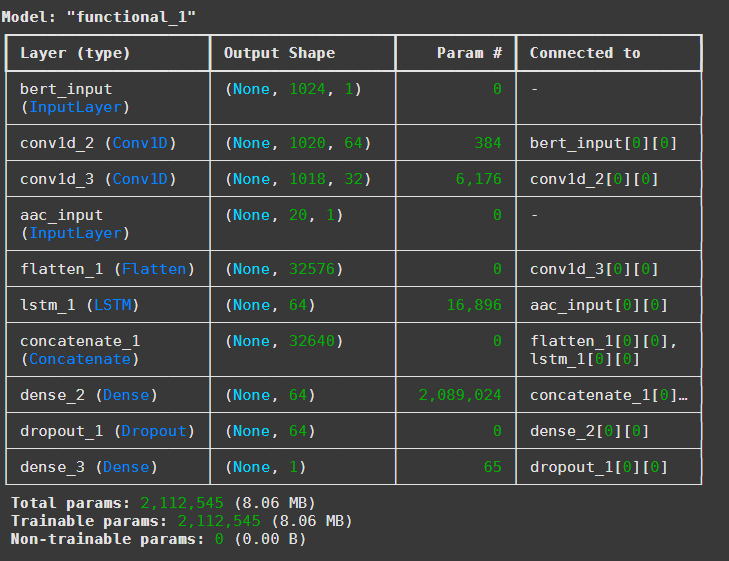 Model: "functional_1"
Layer (type) Output Shape Param # Connected to
bert_input (None, 1024, 1) 0 -
(InputLayer)
conv1d_2 (Conv1D) (None, 1020, 64) 384 bert_input[0][0]
conv1d_3 (Conv1D) (None, 1018, 32) 6,176 conv1d_2[0][0]
aac_input (None, 20, 1) 0 -
(InputLayer)
flatten_1 (Flatten) (None, 32576) 0 conv1d_3[0][0]
lstm_1 (LSTM) (None, 64) 16,896 aac_input[0][0]
concatenate_1 (None, 32640) 0 flatten_1[0][0],
(Concatenate) lstm_1[0][0]
dense_2 (Dense) (None, 64) 2,089,024 concatenate_1[0]…
dropout_1 (Dropout) (None, 64) 0 dense_2[0][0]
dense_3 (Dense) (None, 1) 65 dropout_1[0][0]
Total params: 2,112,545 (8.06 MB)
Trainable params: 2,112,545 (8.06 MB)
Non-trainable params: 0 (0.00 B)